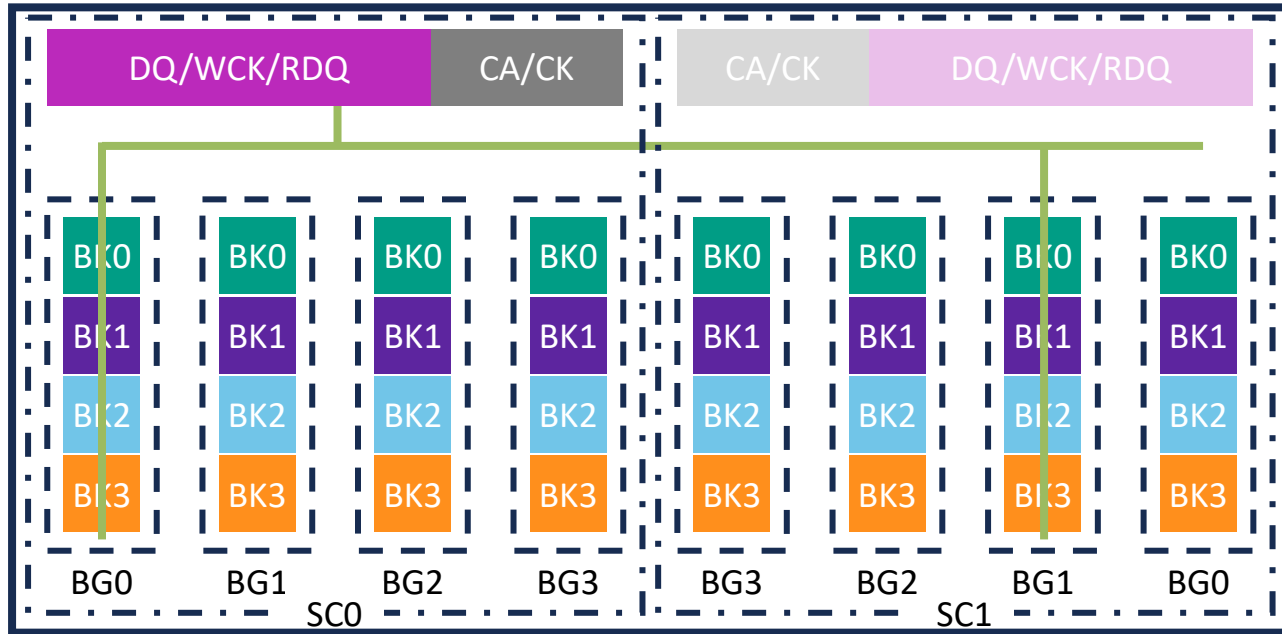 DQ/WCK/RDQ CA/CK CA/CK DQ/WCK/RDQ
BK0 BK0 BK0 BK0 BK0 BK0 BK0 BK0
BK1 BK1 BK1 BK1 BK1 BK1 BK1 BK1
BK2 BK2 BK2 BK2 BK2 BK2 BK2 BK2
BK3 BK3 BK3 BK3 BK3 BK3 BK3 BK3
BG0 BG1 BG2 BG3 BG3 BG2 BG1 BG0
SC0 SC1